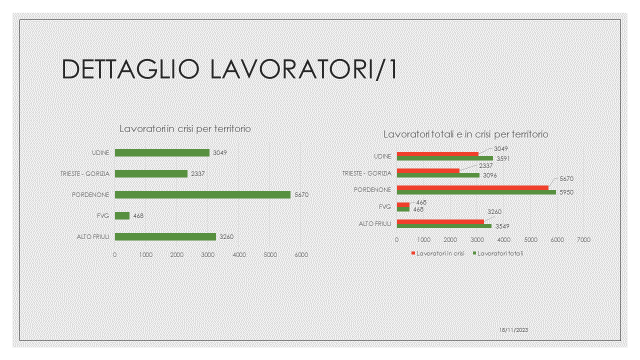 DETTAGLIO LAVORATORI/1
Lavoratori in crisi per territorio
UDINE 3049
TRIESTE - GORIZIA 2337
PORDENONE 5670
FVG 468
ALTO FRIULI 3260
0 1000 2000 3000 4000 5000 6000
Lavoratori totali e in crisi per territorio
UDINE 3049
3591
TRIESTE - GORIZIA 2337
3096
PORDENONE 5670
5950
FVG 468
468
ALTO FRIULI 3260
3549
0 1000 2000 3000 4000 5000 6000 7000
Lavoratori in crisi Lavoratori totali
18/11/2023